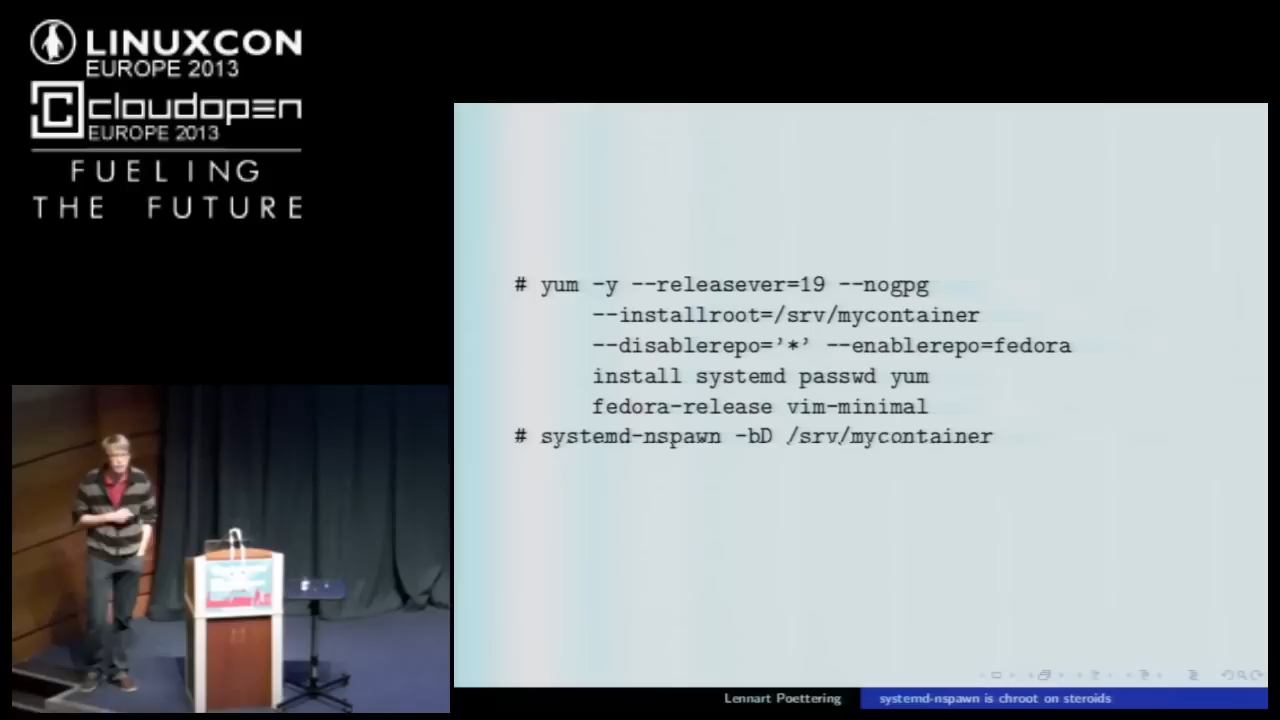 LINUXCON
EUROPE 2013
cloudopen
EUROPE 2013
FUELING
THE FUTURE
# yum -y --releasever=19 --nogpg
--installroot=/srv/mycontainer
--disablerepo='*' --enablerepo=fedora
install systemd passwd yum
fedora-release vim-minimal
# systemd-nspawn -bD /srv/mycontainer
Lennart Poettering
systemd-nspawn is chroot on steroids